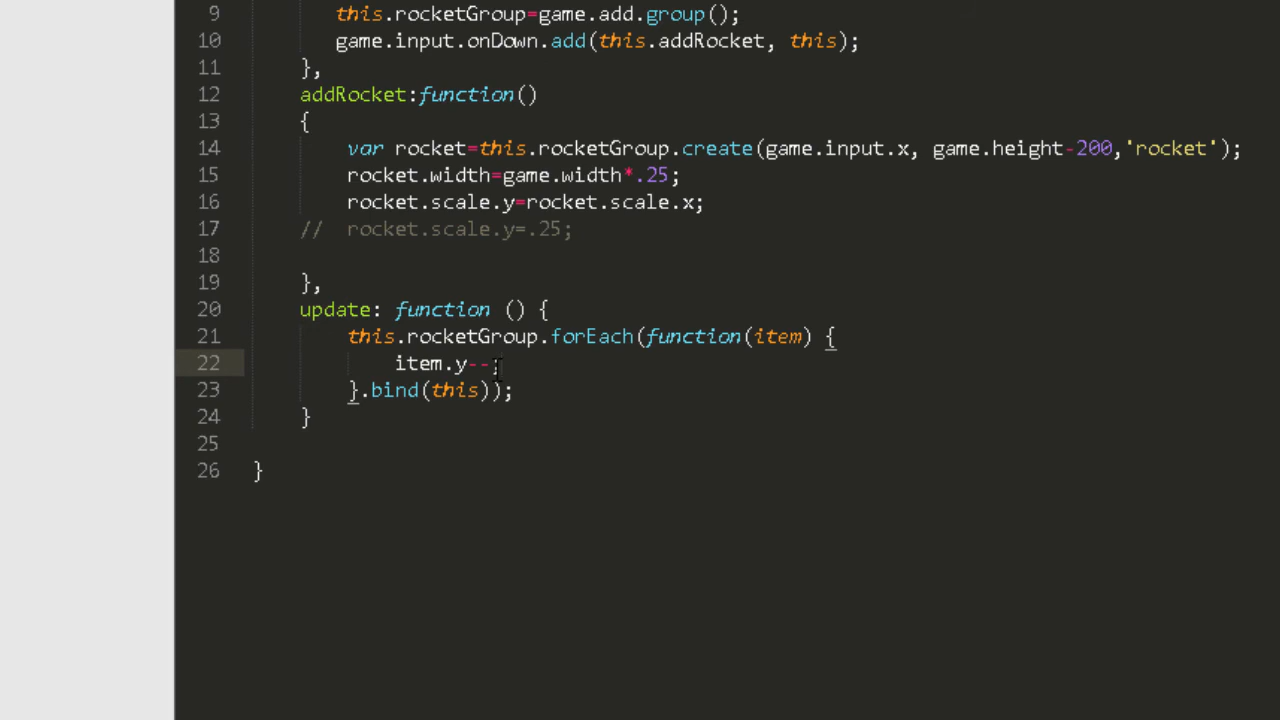 9 this.rocketGroup=game.add.group();
10 game.input.onDown.add(this.addRocket, this);
11 },
12 addRocket:function()
13 {
14 var rocket=this.rocketGroup.create(game.input.x, game.height-200,'rocket');
15 rocket.width=game.width*.25;
16 rocket.scale.y=rocket.scale.x;
17 // rocket.scale.y=.25;
18
19 },
20 update: function () {
21 this.rocketGroup.forEach(function(item) {
22 item.y--;
23 }.bind(this));
24 }
25
26 }